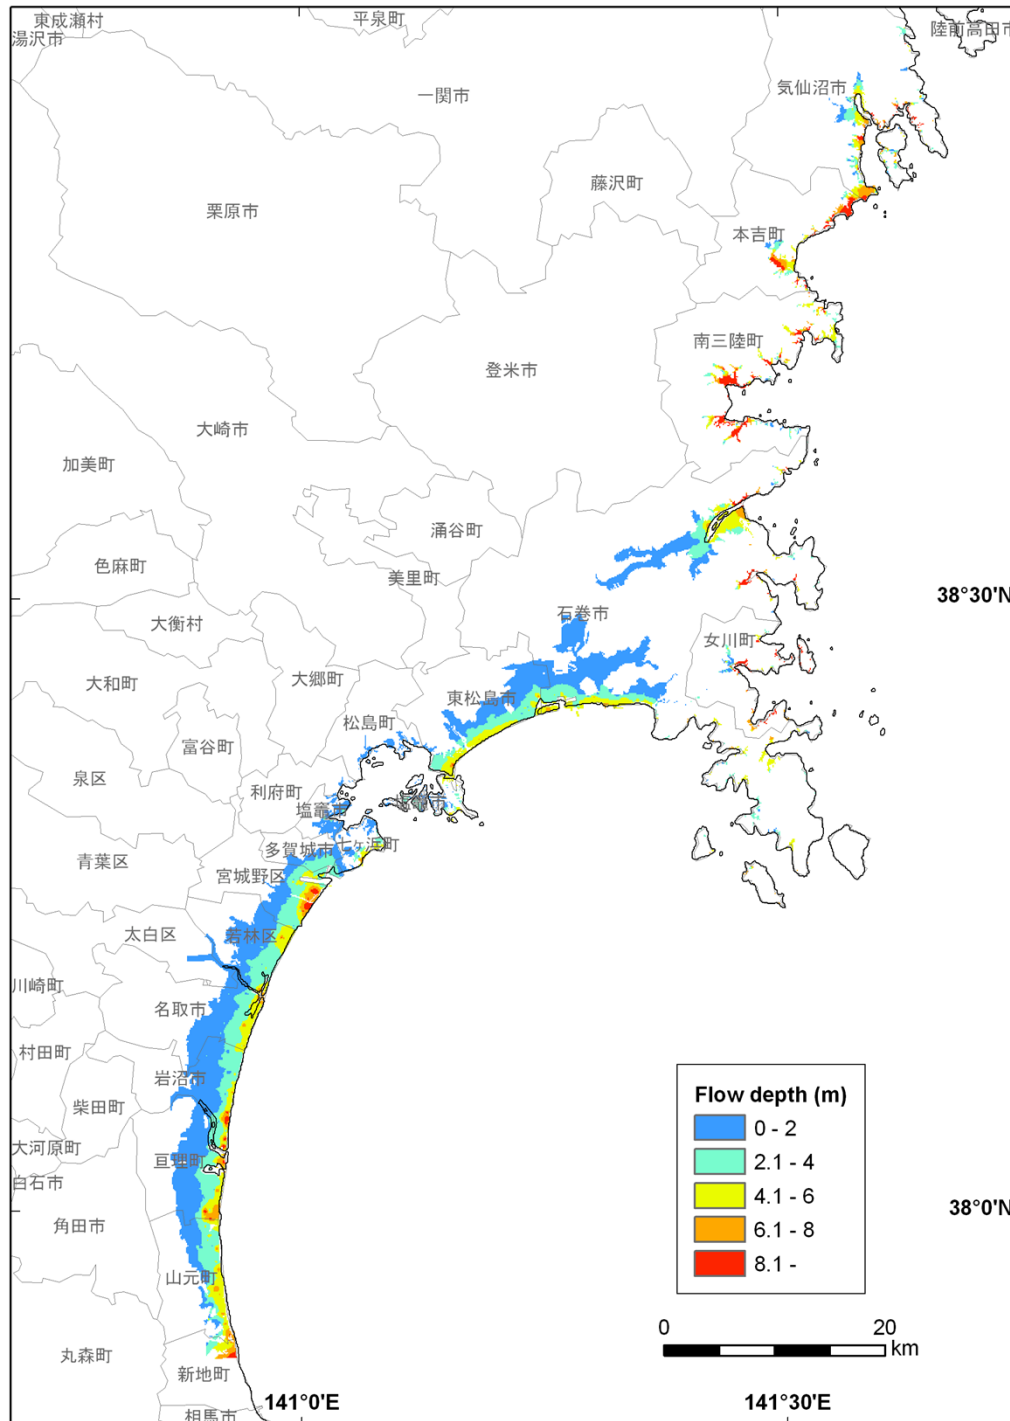 東成瀬村
平泉町
陸前高田市
湯沢市
気仙沼市
一関市
藤沢町
栗原市
本吉町
南三陸町
登米市
大崎市
加美町
涌谷町
色麻町
美里町
38°30'N
石巻市
大衡村
女川町
大和町
大郷町
東松島市
松島町
富谷町
泉区
利府町
塩竈市
多賀城市
七ヶ浜町
青葉区
宮城野区
太白区
若林区
川崎町
名取市
村田町
岩沼市
柴田町
Flow depth (m)
0 - 2
2.1 - 4
4.1 - 6
6.1 - 8
8.1 -
大河原町
亘理町
白石市
38°0'N
角田市
山元町
0 20
km
丸森町
新地町
141°0'E
141°30'E
相馬市